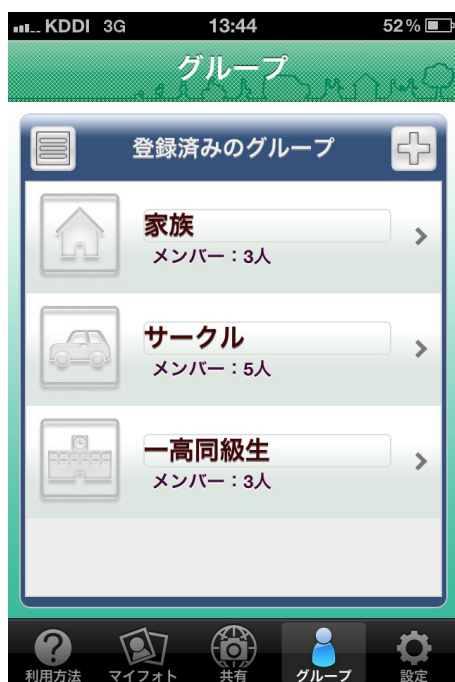 KDDI 3G 13:44 52%
グループ
登録済みのグループ
家族
メンバー：3人
サークル
メンバー：5人
一高同級生
メンバー：3人
利用方法 マイフォト 共有 グループ 設定